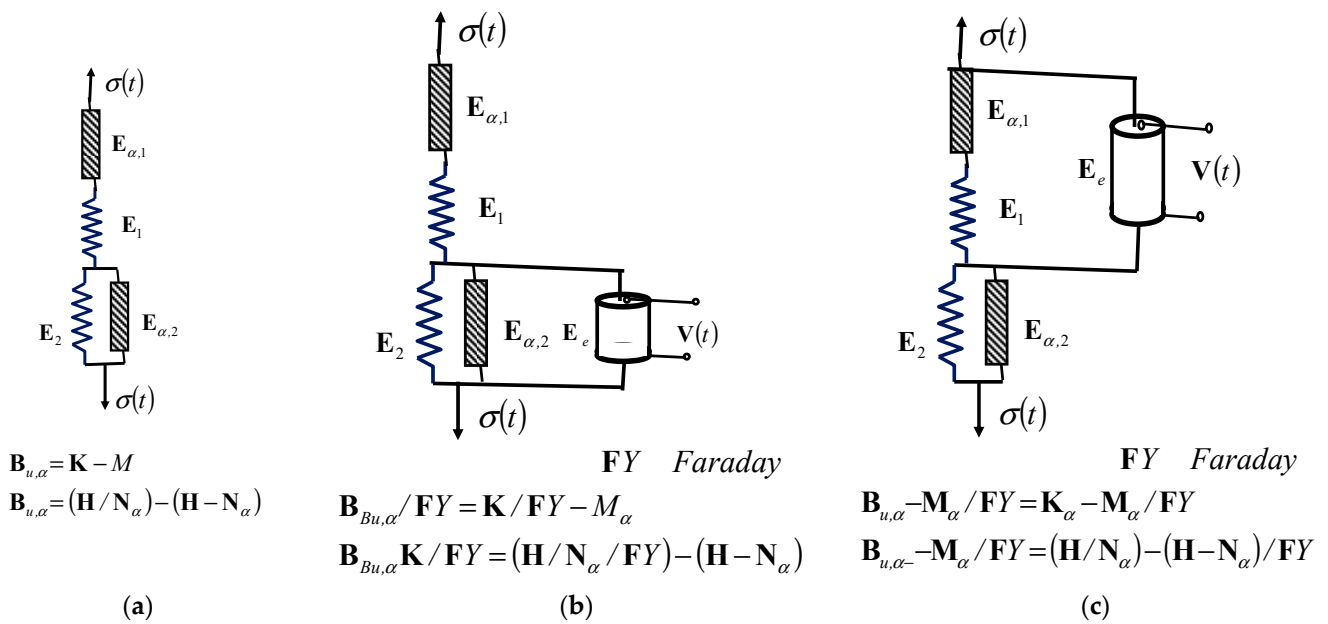 σ(t)
E_{α,1}
E_1
E_2
E_{α,2}
σ(t)
B_{u,α}=K−M
B_{u,α}=(H/N_α)−(H−N_α)
(a)
σ(t)
E_{α,1}
E_1
E_2
E_{α,2}
E_e
V(t)
σ(t)
FY Faraday
B_{Bu,α}/FY=K/FY−M_α
B_{Bu,α}K/FY=(H/N_α/FY)−(H−N_α)
(b)
σ(t)
E_{α,1}
E_e
V(t)
E_1
E_2
E_{α,2}
σ(t)
FY Faraday
B_{u,α}−M_α/FY=K_α−M_α/FY
B_{u,α−}−M_α/FY=(H/N_α)−(H−N_α)/FY
(c)